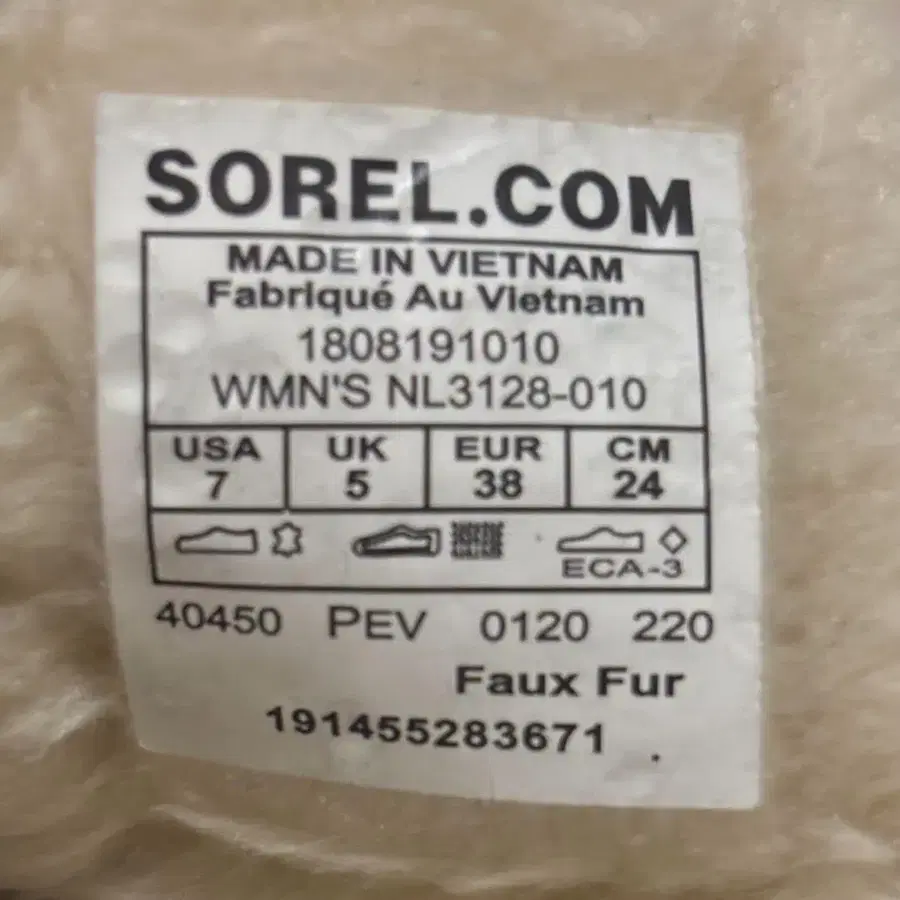 SOREL.COM
MADE IN VIETNAM
Fabriqué Au Vietnam
1808191010
WMN'S NL3128-010
USA UK EUR CM
7 5 38 24
ECA-3
40450 PEV 0120 220
Faux Fur
191455283671